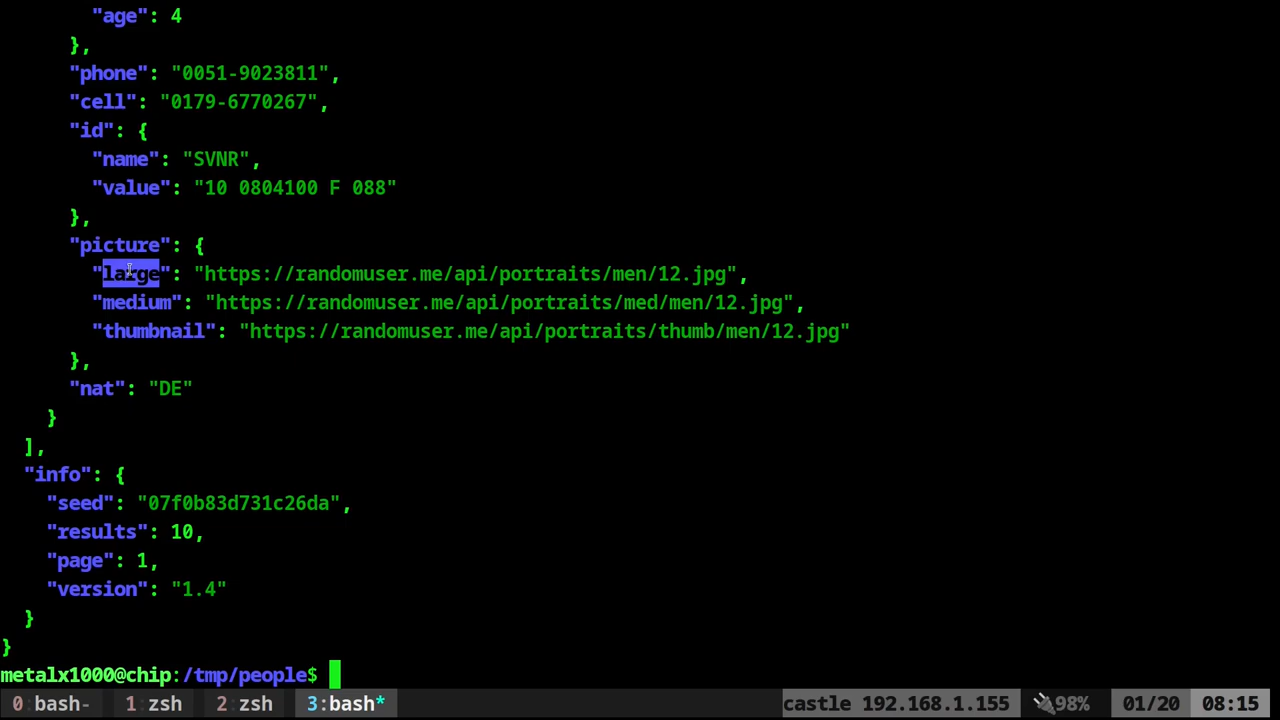 "age": 4
},
"phone": "0051-9023811",
"cell": "0179-6770267",
"id": {
"name": "SVNR",
"value": "10 0804100 F 088"
},
"picture": {
"large": "https://randomuser.me/api/portraits/men/12.jpg",
"medium": "https://randomuser.me/api/portraits/med/men/12.jpg",
"thumbnail": "https://randomuser.me/api/portraits/thumb/men/12.jpg"
},
"nat": "DE"
}
],
"info": {
"seed": "07f0b83d731c26da",
"results": 10,
"page": 1,
"version": "1.4"
}
}
metalx1000@chip:/tmp/people$
0 bash- 1:zsh 2:zsh 3:bash* castle 192.168.1.155 98% 01/20 08:15